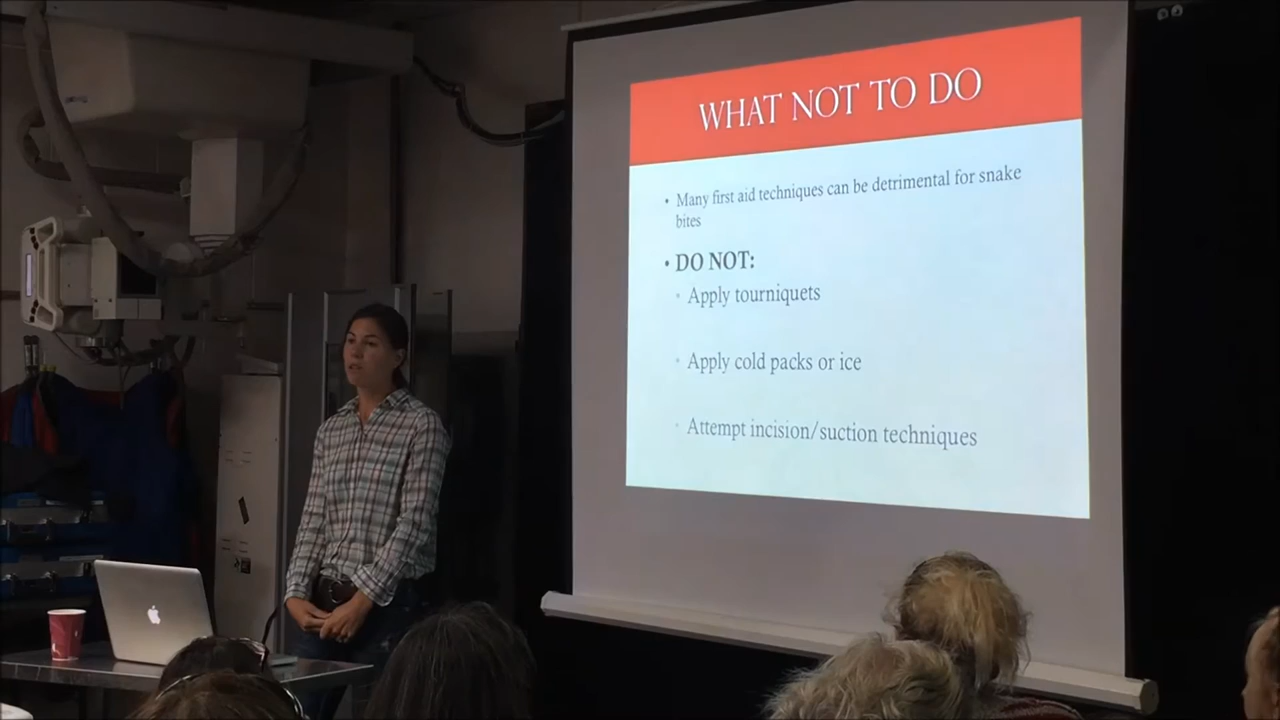 WHAT NOT TO DO
• Many first aid techniques can be detrimental for snake
bites
• DO NOT:
• Apply tourniquets
• Apply cold packs or ice
• Attempt incision/suction techniques